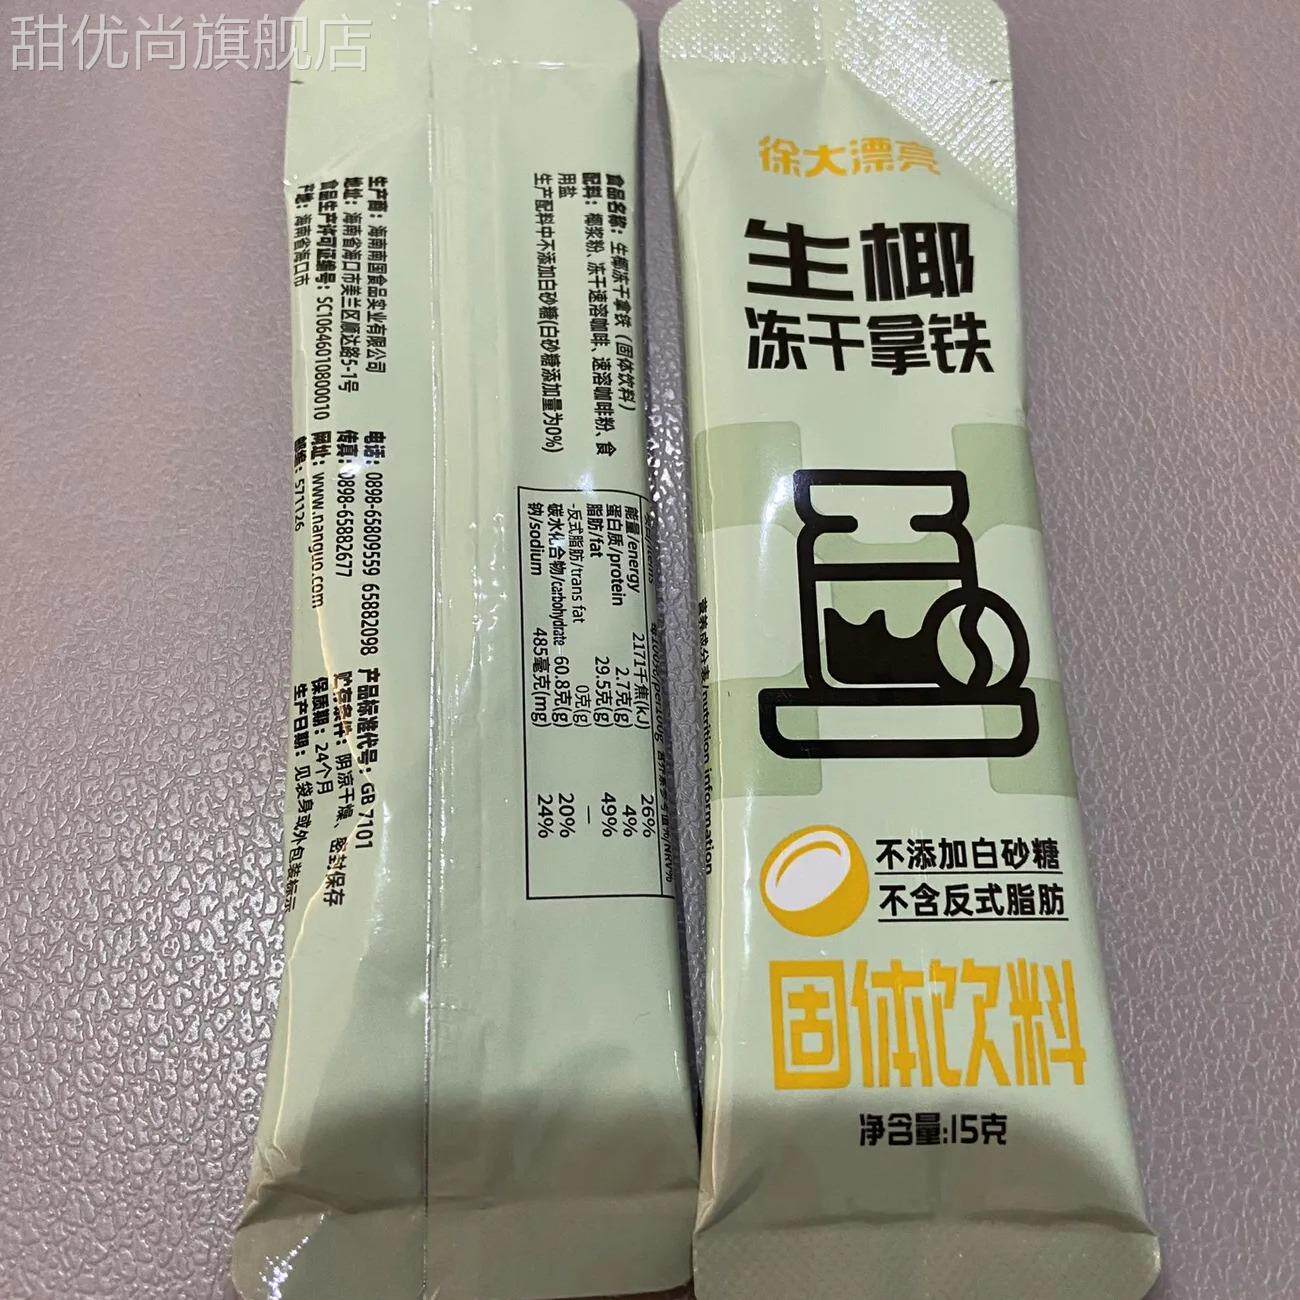 甜优尚旗舰店
徐大漂亮
生椰
冻干拿铁
不添加白砂糖
不含反式脂肪
固体饮料
净含量:15克
营养成分表/nutrition information
食品名称：生椰冻干拿铁（固体饮料）
配料：椰浆粉、冻干速溶咖啡、速溶咖啡粉、食
用盐
生产配料中不添加白砂糖(白砂糖添加量为0%)
能量/energy 2171千焦(kJ) 26%
蛋白质/protein 2.7克(g) 4%
脂肪/fat 29.5克(g) 49%
-反式脂肪/trans fat 0克(g) —
碳水化合物/carbohydrate 60.8克(g) 20%
钠/sodium 485毫克(mg) 24%
生产商：海南南国食品实业有限公司
地址：海南省海口市美兰区顺达路5-1号
食品生产许可证编号：SC10646010800010
产地：海南省海口市
电话：0898-65809559 65882098
传真：0898-65882677
网址：www.nanguo.com
邮编：571126
产品标准代号：GB 7101
贮存条件：阴凉干燥、密封保存
保质期：24个月
生产日期：见袋身或外包装标示